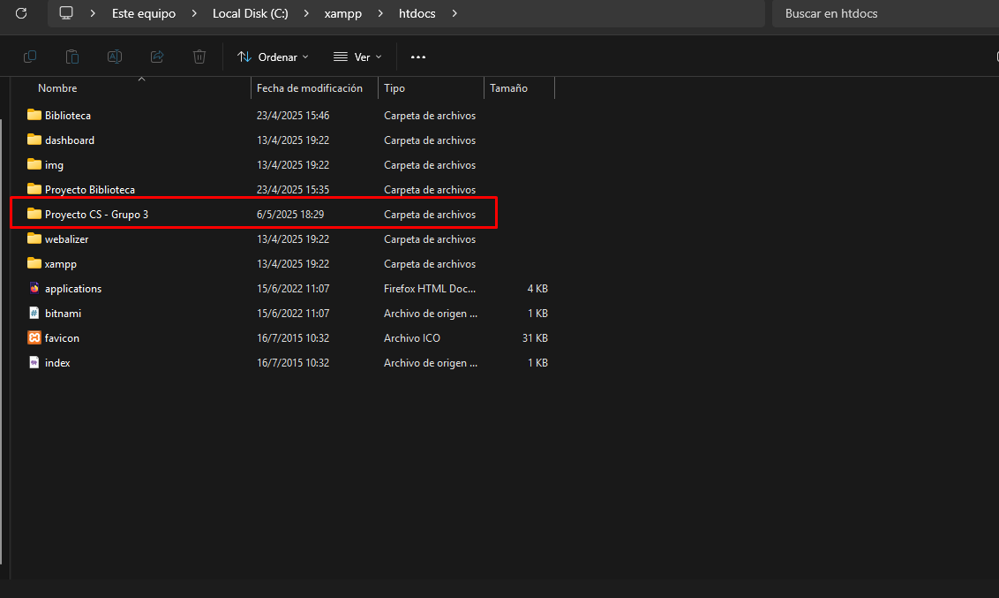 Este equipo > Local Disk (C:) > xampp > htdocs > Buscar en htdocs
Ordenar Ver ...
Nombre Fecha de modificación Tipo Tamaño
Biblioteca 23/4/2025 15:46 Carpeta de archivos
dashboard 13/4/2025 19:22 Carpeta de archivos
img 13/4/2025 19:22 Carpeta de archivos
Proyecto Biblioteca 23/4/2025 15:35 Carpeta de archivos
Proyecto CS - Grupo 3 6/5/2025 18:29 Carpeta de archivos
webalizer 13/4/2025 19:22 Carpeta de archivos
xampp 13/4/2025 19:22 Carpeta de archivos
applications 15/6/2022 11:07 Firefox HTML Doc... 4 KB
bitnami 15/6/2022 11:07 Archivo de origen ... 1 KB
favicon 16/7/2015 10:32 Archivo ICO 31 KB
index 16/7/2015 10:32 Archivo de origen ... 1 KB